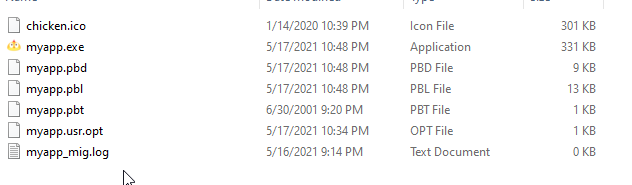 Name Date modified Type Size
chicken.ico 1/14/2020 10:39 PM Icon File 301 KB
myapp.exe 5/17/2021 10:48 PM Application 331 KB
myapp.pbd 5/17/2021 10:48 PM PBD File 9 KB
myapp.pbl 5/17/2021 10:48 PM PBL File 13 KB
myapp.pbt 6/30/2001 9:20 PM PBT File 1 KB
myapp.usr.opt 5/17/2021 10:34 PM OPT File 1 KB
myapp_mig.log 5/16/2021 9:14 PM Text Document 0 KB